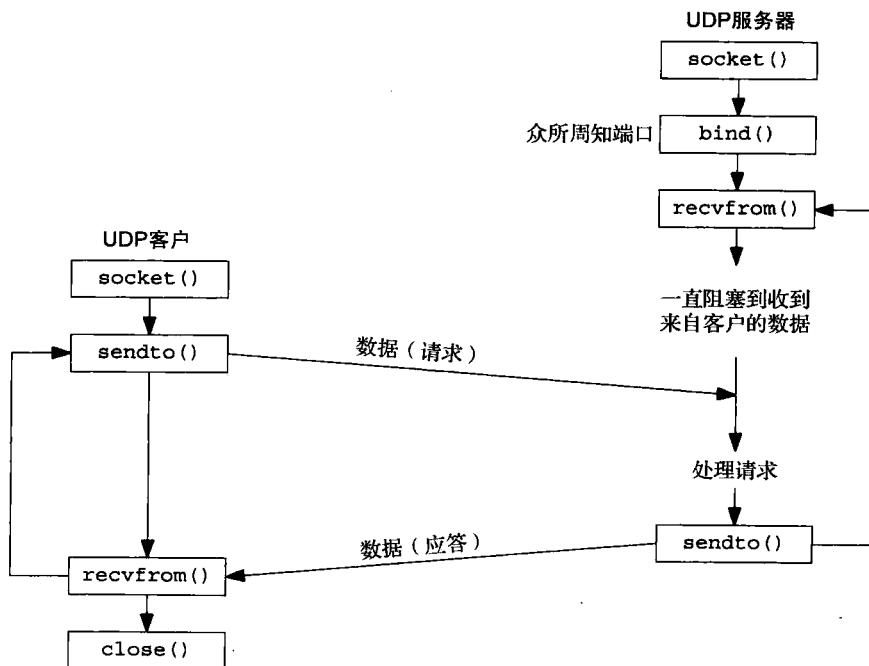 UDP服务器
socket()
众所周知端口
bind()
recvfrom()
一直阻塞到收到
来自客户的数据
UDP客户
socket()
sendto()
数据（请求）
处理请求
sendto()
数据（应答）
recvfrom()
close()